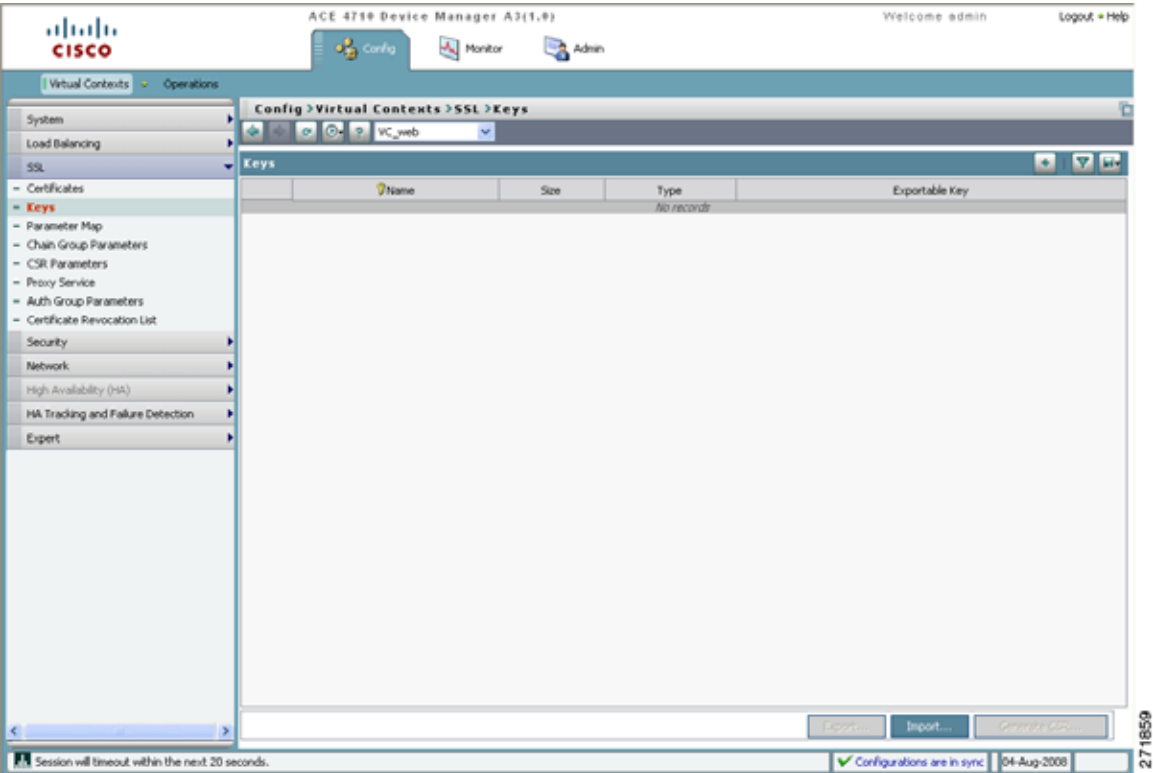 ACE 4710 Device Manager A3(1.0)
Welcome admin
Logout
Help
CISCO
Config
Monitor
Admin
Virtual Contexts
Operations
Config > Virtual Contexts > SSL > Keys
VC_web
System
Load Balancing
SSL
Certificates
Keys
Parameter Map
Chain Group Parameters
CSR Parameters
Proxy Service
Auth Group Parameters
Certificate Revocation List
Security
Network
High Availability (HA)
HA Tracking and Failure Detection
Expert
Keys
Name Size Type Exportable Key
No records
Export... Import... Generate CSR...
Session will timeout within the next 20 seconds.
Configurations are in sync
04-Aug-2008
271859